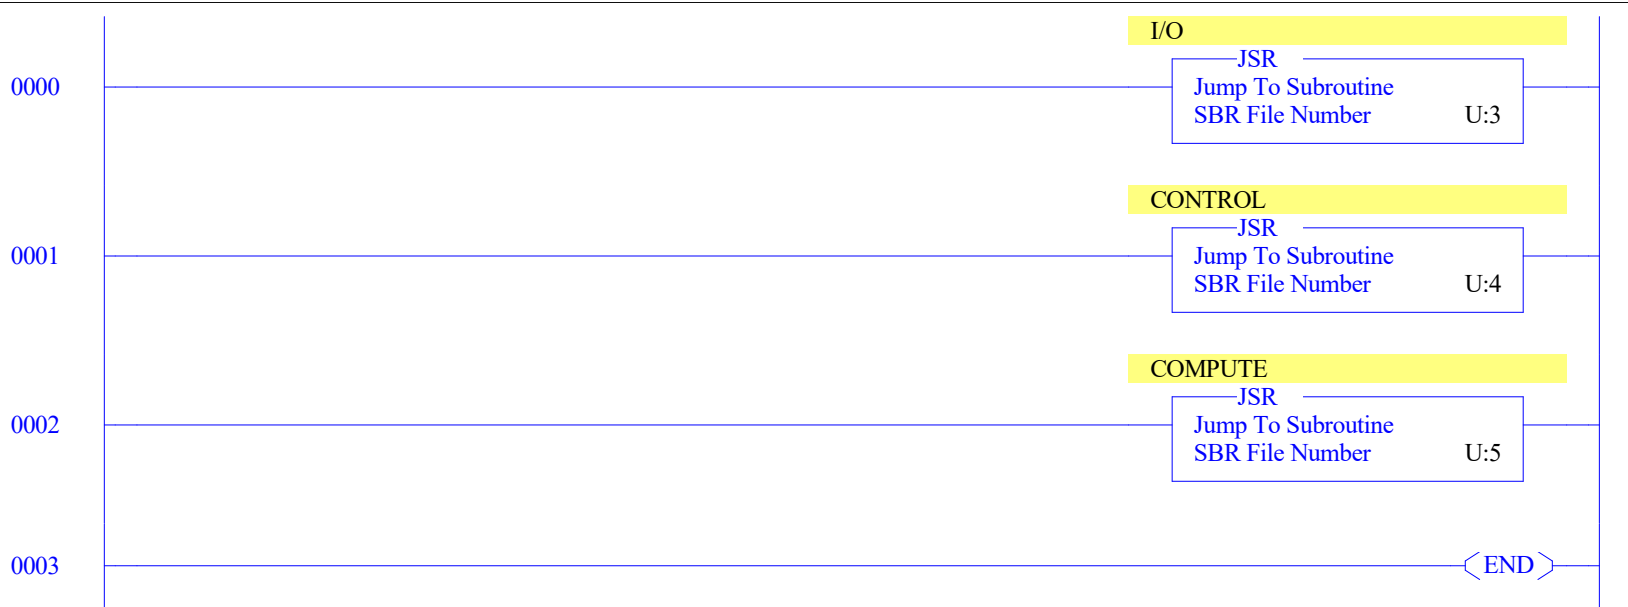 I/O
JSR
0000
Jump To Subroutine
SBR File Number U:3
CONTROL
JSR
0001
Jump To Subroutine
SBR File Number U:4
COMPUTE
JSR
0002
Jump To Subroutine
SBR File Number U:5
0003
END